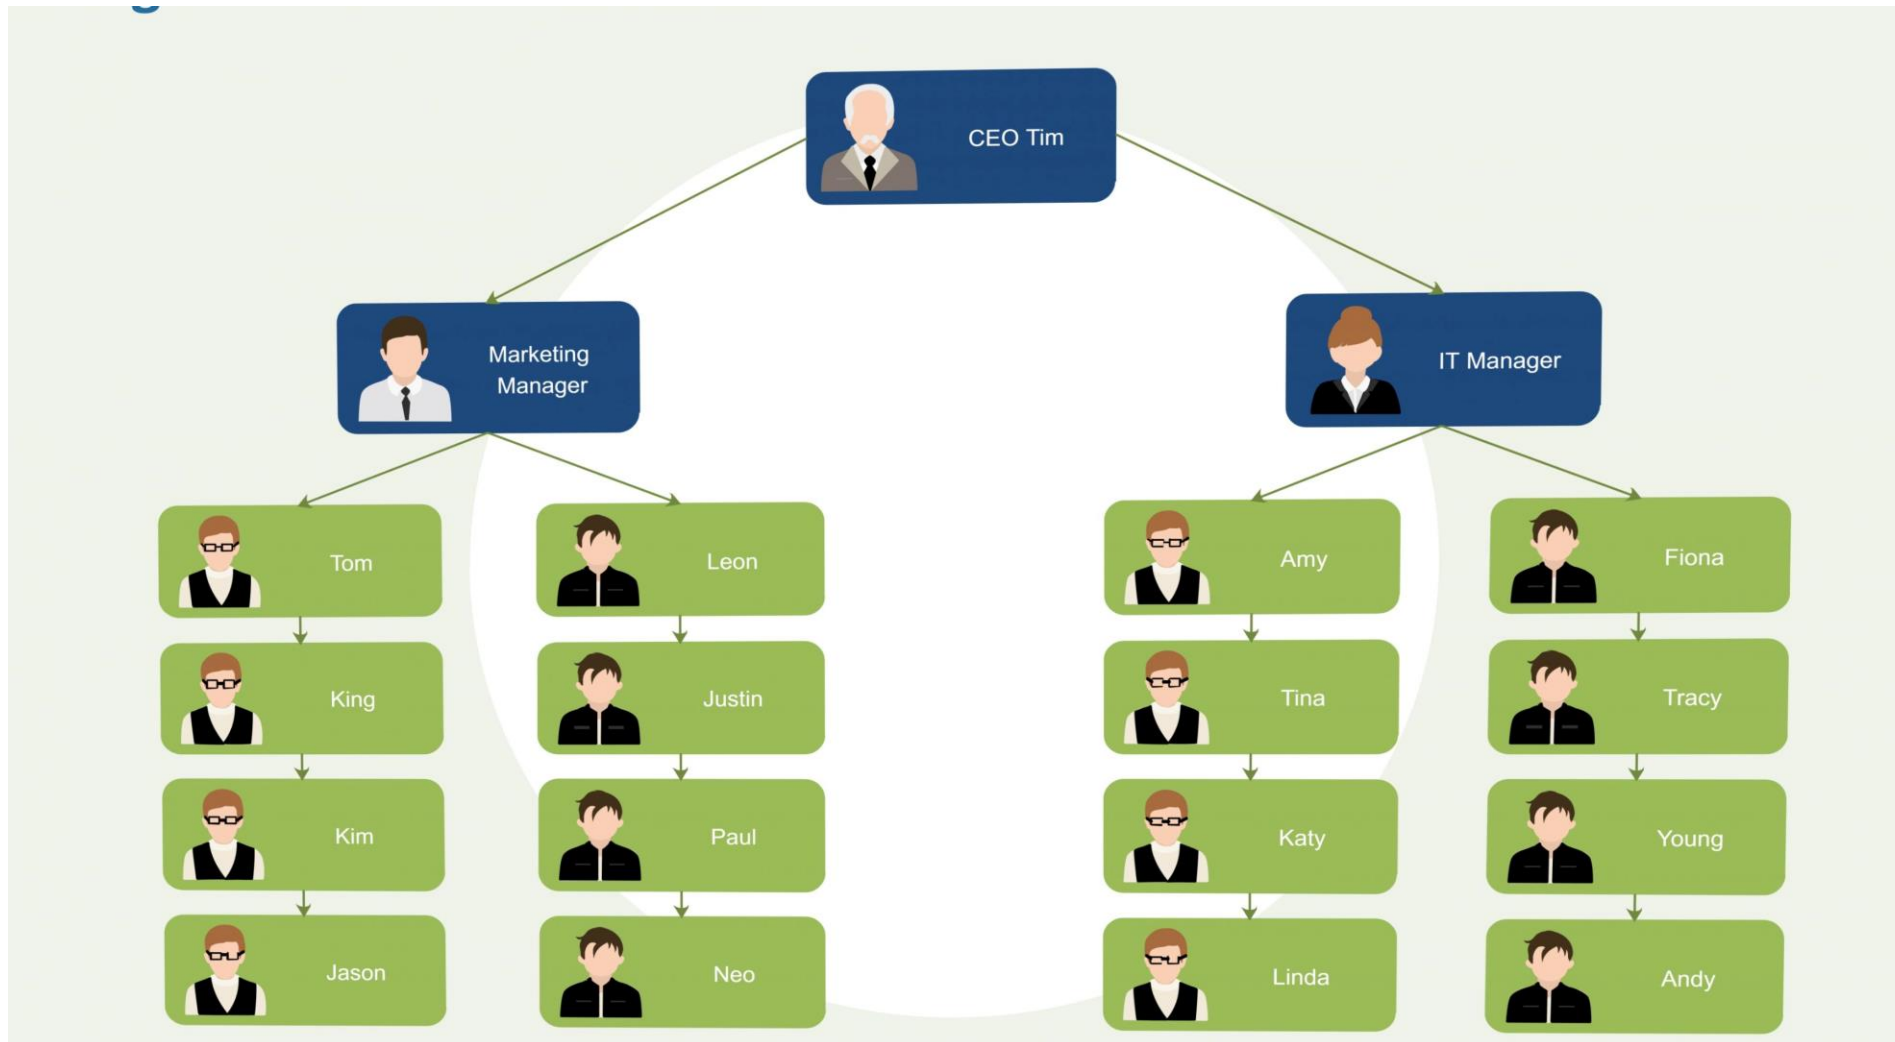 CEO Tim
Marketing
Manager
IT Manager
Tom
Leon
Amy
Fiona
King
Justin
Tina
Tracy
Kim
Paul
Katy
Young
Jason
Neo
Linda
Andy